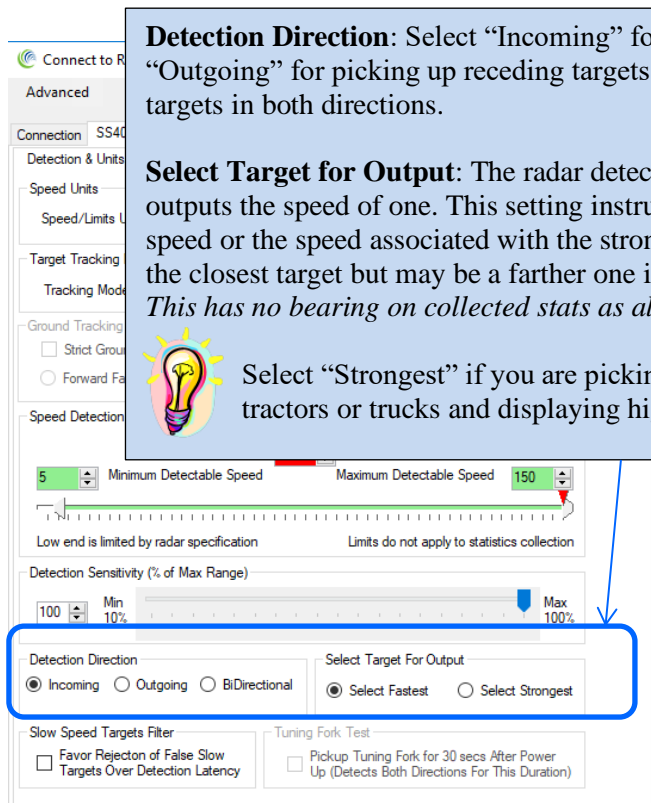 Detection Direction: Select “Incoming” fo
“Outgoing” for picking up receding targets
targets in both directions.
Select Target for Output: The radar detec
outputs the speed of one. This setting instru
speed or the speed associated with the stron
the closest target but may be a farther one i
This has no bearing on collected stats as al
Select “Strongest” if you are pickin
tractors or trucks and displaying hi
Connect to R
Advanced
Connection SS40
Detection & Units
Speed Units
Speed/Limits U
Target Tracking
Tracking Mode
Ground Tracking
Strict Groun
Forward Fa
Speed Detection
5 Minimum Detectable Speed Maximum Detectable Speed 150
Low end is limited by radar specification Limits do not apply to statistics collection
Detection Sensitivity (% of Max Range)
100 Min 10% Max 100%
Detection Direction Select Target For Output
Incoming Outgoing BiDirectional Select Fastest Select Strongest
Slow Speed Targets Filter Tuning Fork Test
Favor Rejecton of False Slow Pickup Tuning Fork for 30 secs After Power
Targets Over Detection Latency Up (Detects Both Directions For This Duration)